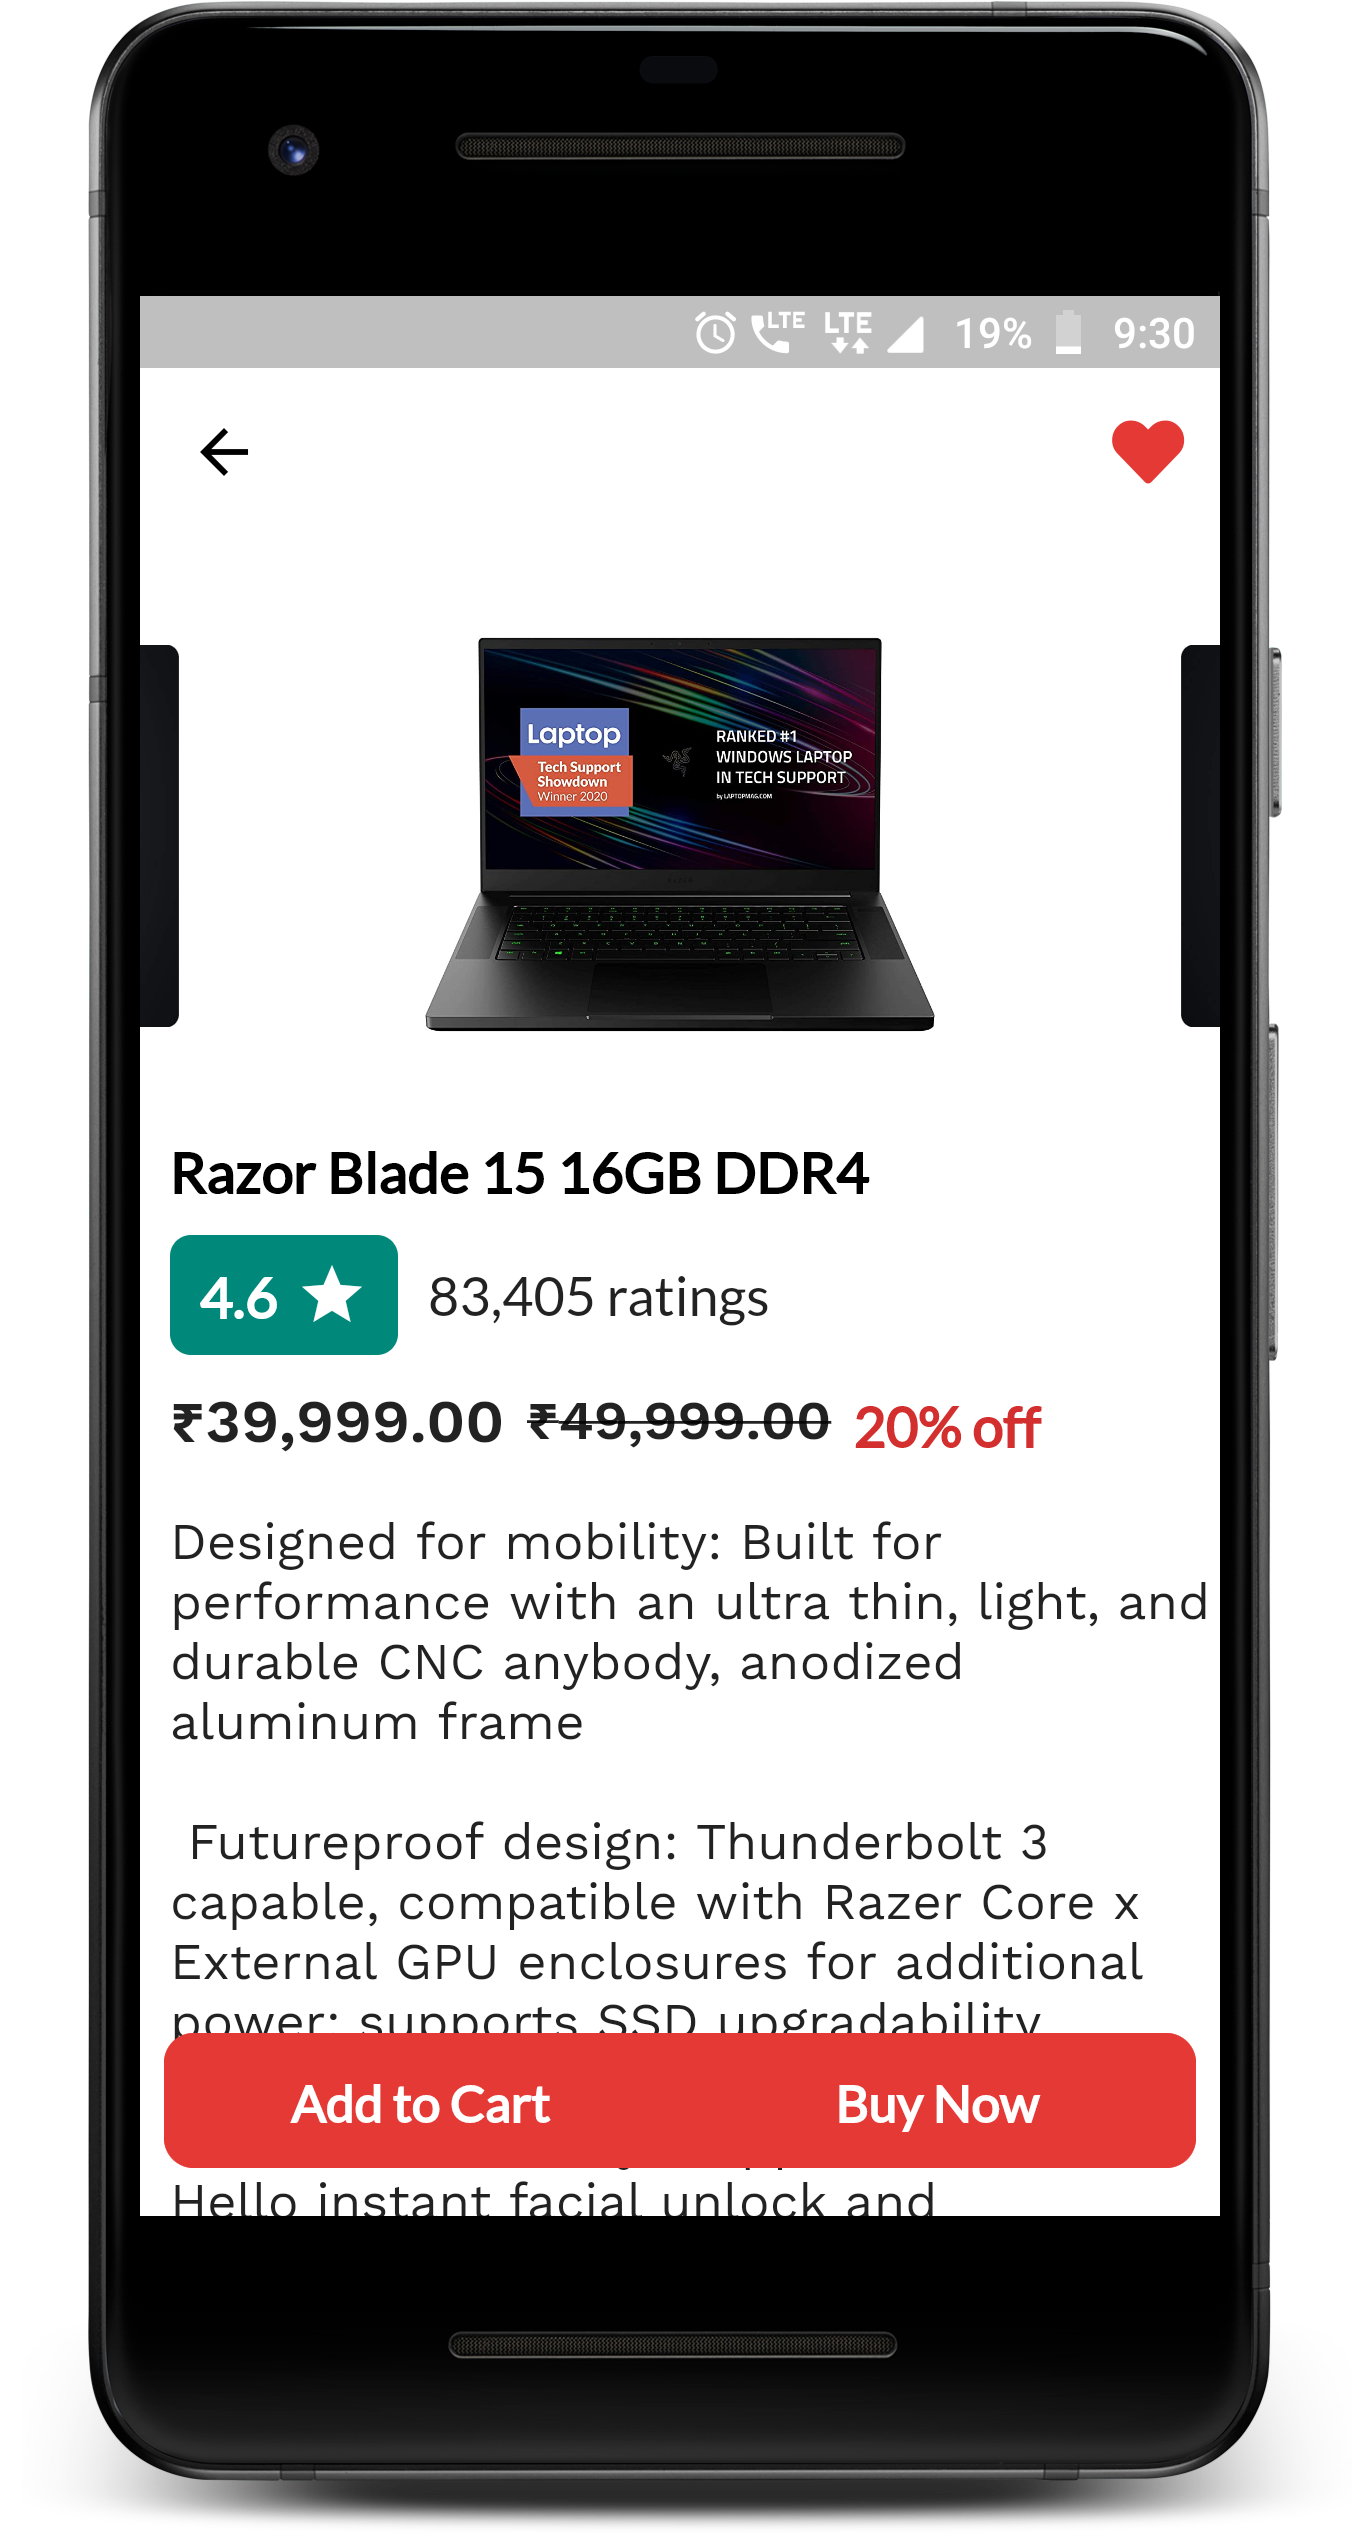 LTE LTE 19% 9:30
Laptop
Tech Support
Showdown
Winner 2020
RANKED #1
WINDOWS LAPTOP
IN TECH SUPPORT
by LAPTOPMAG.COM
Razor Blade 15 16GB DDR4
4.6 83,405 ratings
₹39,999.00 ₹49,999.00 20% off
Designed for mobility: Built for
performance with an ultra thin, light, and
durable CNC anybody, anodized
aluminum frame
Futureproof design: Thunderbolt 3
capable, compatible with Razer Core x
External GPU enclosures for additional
power; supports SSD upgradability
Add to Cart Buy Now
Hello instant facial unlock and